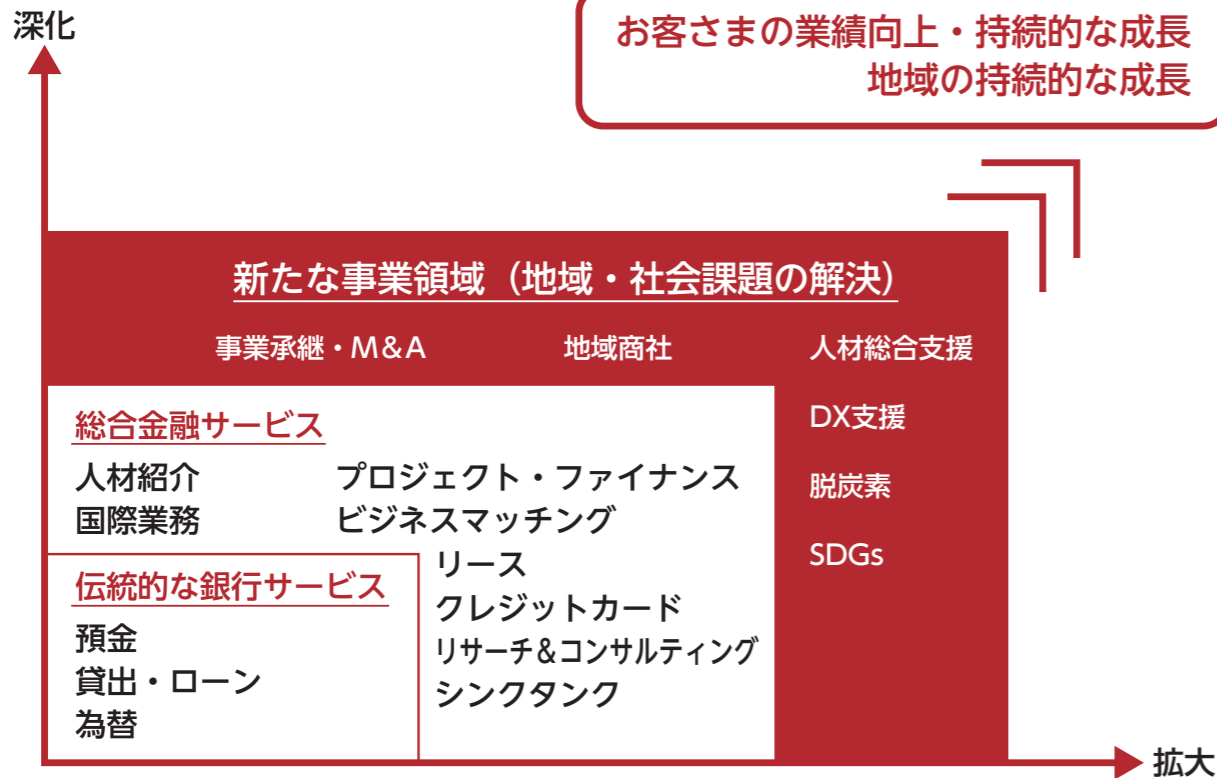 深化
お客さまの業績向上・持続的な成長
地域の持続的な成長
新たな事業領域（地域・社会課題の解決）
事業承継・M&A
地域商社
人材総合支援
DX支援
脱炭素
SDGs
総合金融サービス
人材紹介
国際業務
プロジェクト・ファイナンス
ビジネスマッチング
リース
クレジットカード
リサーチ&コンサルティング
シンクタンク
伝統的な銀行サービス
預金
貸出・ローン
為替
拡大